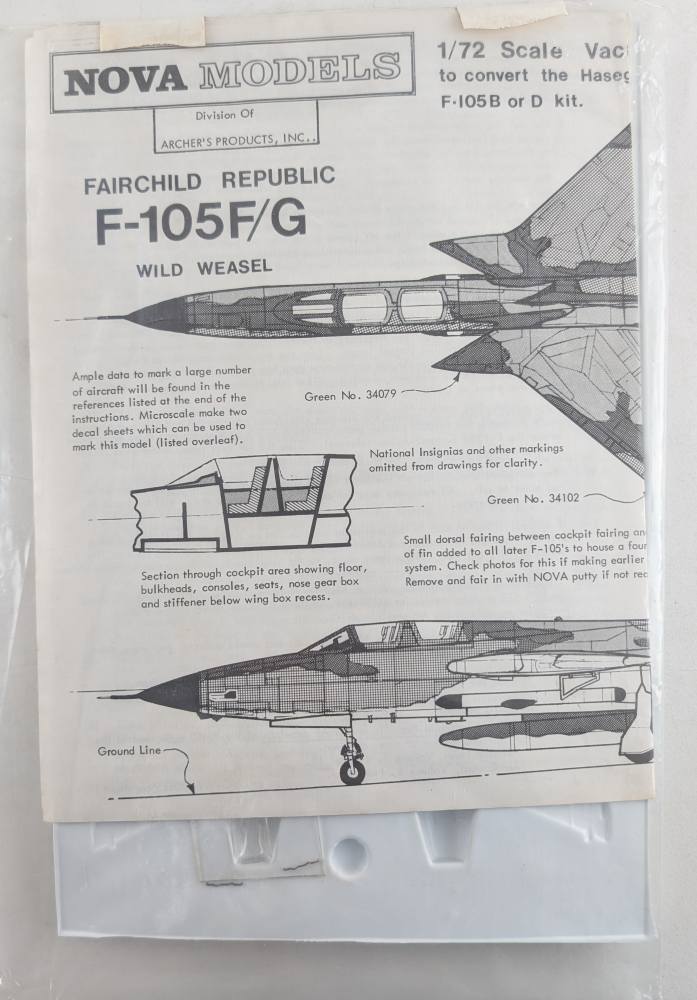 NOVA MODELS
Division Of
ARCHER'S PRODUCTS, INC..
1/72 Scale Vac
to convert the Haseg
F-105B or D kit.
FAIRCHILD REPUBLIC
F-105F/G
WILD WEASEL
Ample data to mark a large number
of aircraft will be found in the
references listed at the end of the
instructions. Microscale make two
decal sheets which can be used to
mark this model (listed overleaf).
Green No. 34079
National Insignias and other markings
omitted from drawings for clarity.
Green No. 34102
Section through cockpit area showing floor,
bulkheads, consoles, seats, nose gear box
and stiffener below wing box recess.
Small dorsal fairing between cockpit fairing an
of fin added to all later F-105's to house a four
system. Check photos for this if making earlier
Remove and fair in with NOVA putty if not req
Ground Line